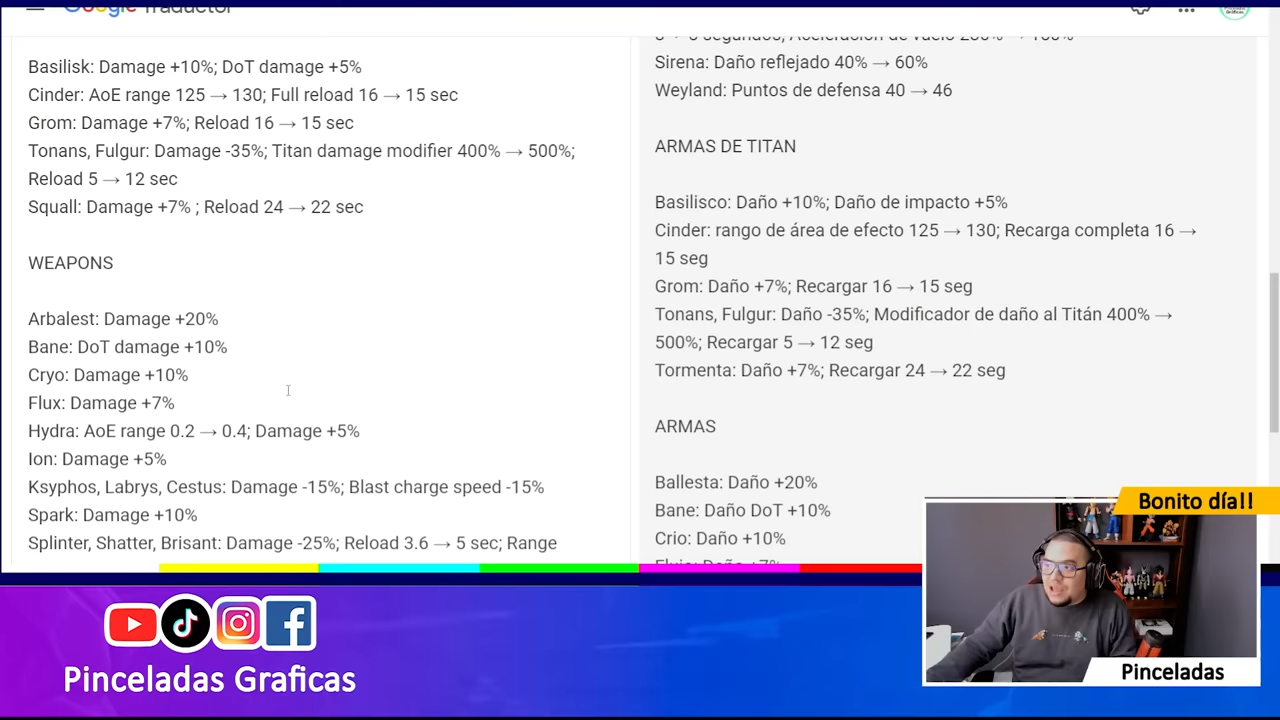 Google Traductor
Basilisk: Damage +10%; DoT damage +5%
Cinder: AoE range 125 → 130; Full reload 16 → 15 sec
Grom: Damage +7%; Reload 16 → 15 sec
Tonans, Fulgur: Damage -35%; Titan damage modifier 400% → 500%;
Reload 5 → 12 sec
Squall: Damage +7% ; Reload 24 → 22 sec
WEAPONS
Arbalest: Damage +20%
Bane: DoT damage +10%
Cryo: Damage +10%
Flux: Damage +7%
Hydra: AoE range 0.2 → 0.4; Damage +5%
Ion: Damage +5%
Ksyphos, Labrys, Cestus: Damage -15%; Blast charge speed -15%
Spark: Damage +10%
Splinter, Shatter, Brisant: Damage -25%; Reload 3.6 → 5 sec; Range
segundos; Aceleración de vuelo
Sirena: Daño reflejado 40% → 60%
Weyland: Puntos de defensa 40 → 46
ARMAS DE TITAN
Basilisco: Daño +10%; Daño de impacto +5%
Cinder: rango de área de efecto 125 → 130; Recarga completa 16 →
15 seg
Grom: Daño +7%; Recargar 16 → 15 seg
Tonans, Fulgur: Daño -35%; Modificador de daño al Titán 400% →
500%; Recargar 5 → 12 seg
Tormenta: Daño +7%; Recargar 24 → 22 seg
ARMAS
Ballesta: Daño +20%
Bane: Daño DoT +10%
Crio: Daño +10%
Flujo: Daño +7%
Bonito día!!
Pinceladas
Pinceladas Graficas